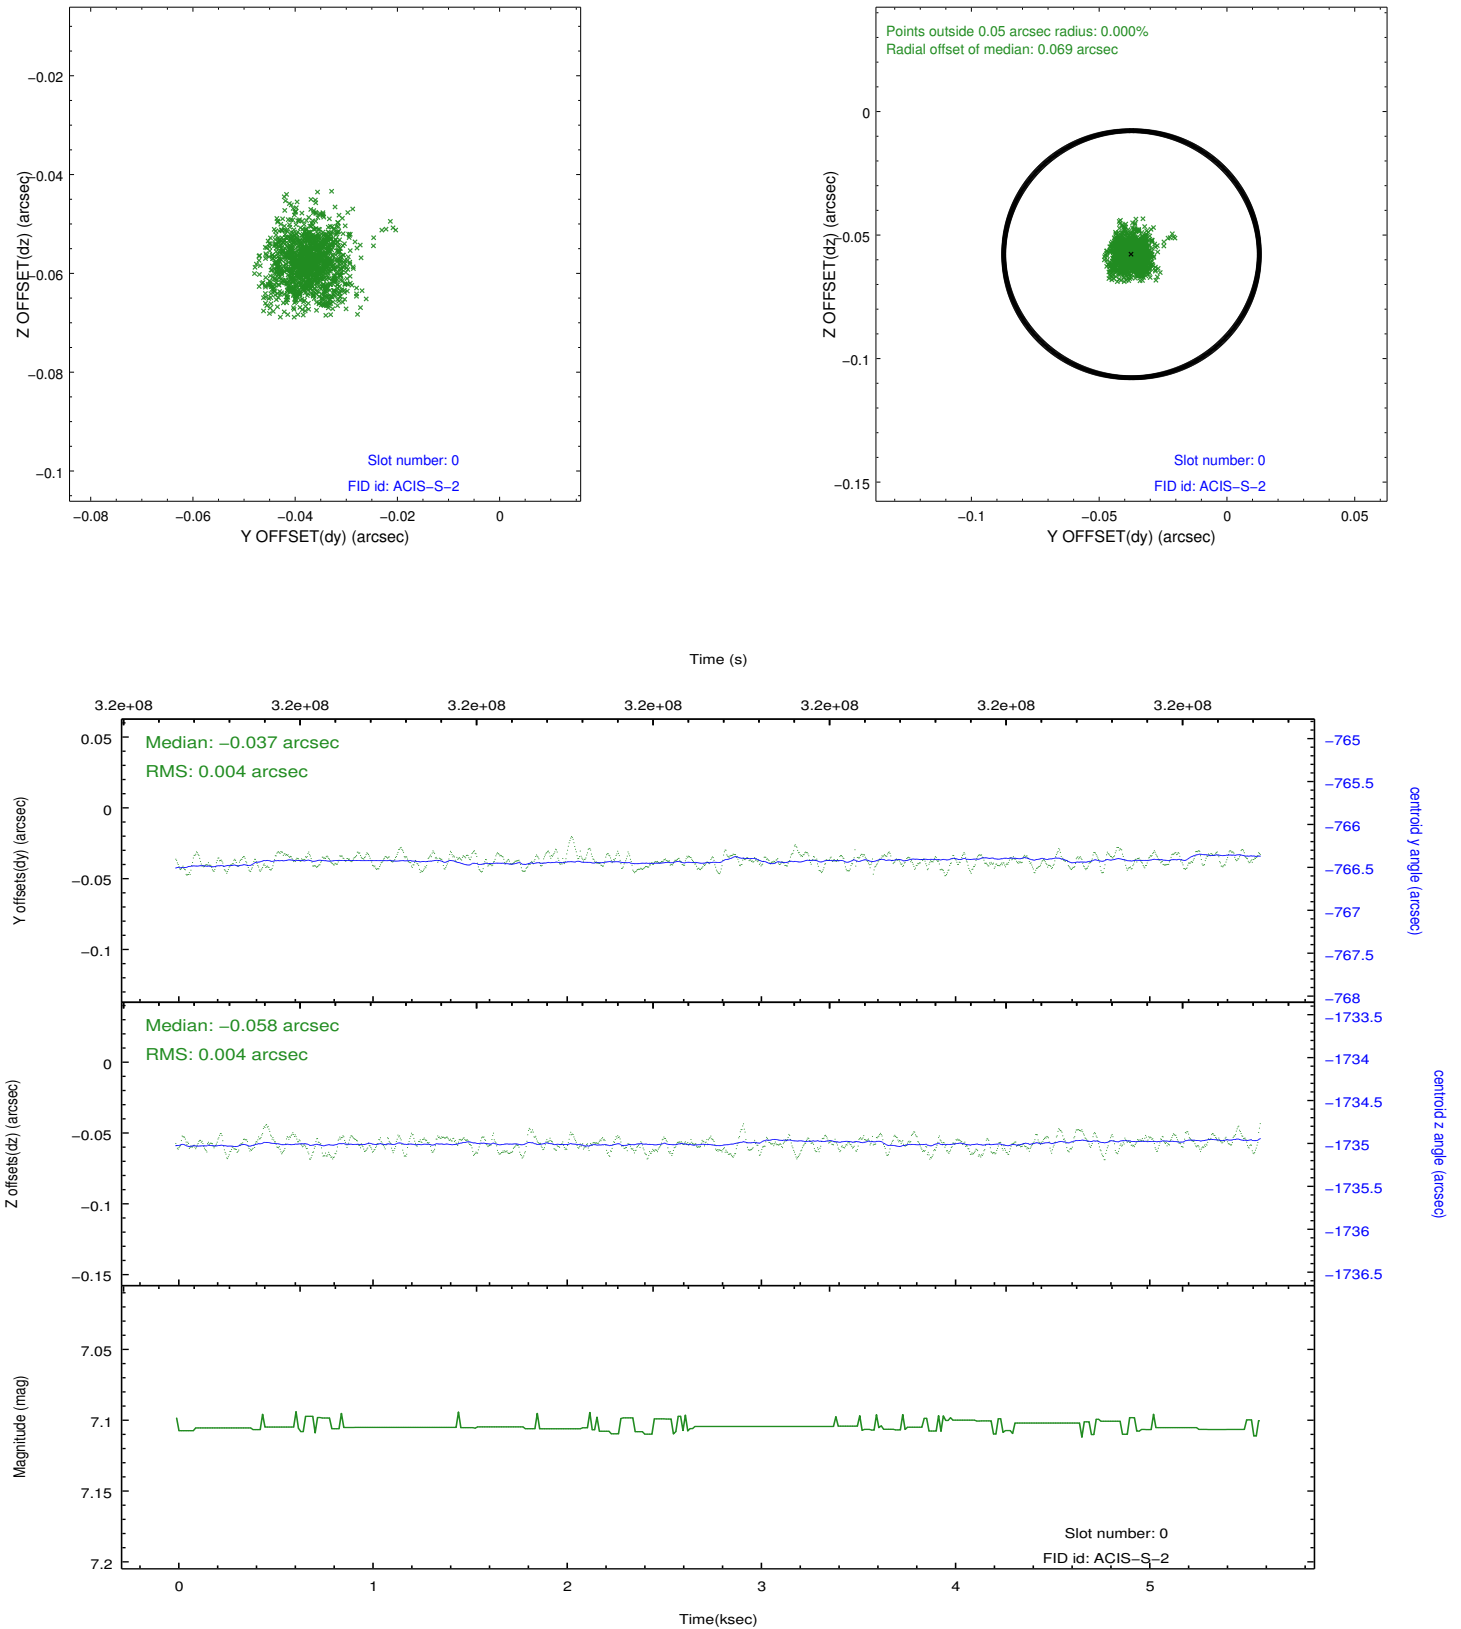 −0.02
−0.04
−0.06
−0.08
−0.1
Z OFFSET(dz) (arcsec)
Slot number: 0
FID id: ACIS−S−2
−0.08 −0.06 −0.04 −0.02 0
Y OFFSET(dy) (arcsec)
Points outside 0.05 arcsec radius: 0.000%
Radial offset of median: 0.069 arcsec
0
−0.05
−0.1
−0.15
Z OFFSET(dz) (arcsec)
Slot number: 0
FID id: ACIS−S−2
−0.1 −0.05 0 0.05
Y OFFSET(dy) (arcsec)
Time (s)
3.2e+08 3.2e+08 3.2e+08 3.2e+08 3.2e+08 3.2e+08 3.2e+08
Median: −0.037 arcsec
RMS: 0.004 arcsec
0.05
0
−0.05
−0.1
Y offsets(dy) (arcsec)
−765
−765.5
−766
−766.5
−767
−767.5
−768
centroid y angle (arcsec)
Median: −0.058 arcsec
RMS: 0.004 arcsec
0
−0.05
−0.1
−0.15
Z offsets(dz) (arcsec)
−1733.5
−1734
−1734.5
−1735
−1735.5
−1736
−1736.5
centroid z angle (arcsec)
7.05
7.1
7.15
7.2
Magnitude (mag)
Slot number: 0
FID id: ACIS−S−2
0 1 2 3 4 5
Time(ksec)